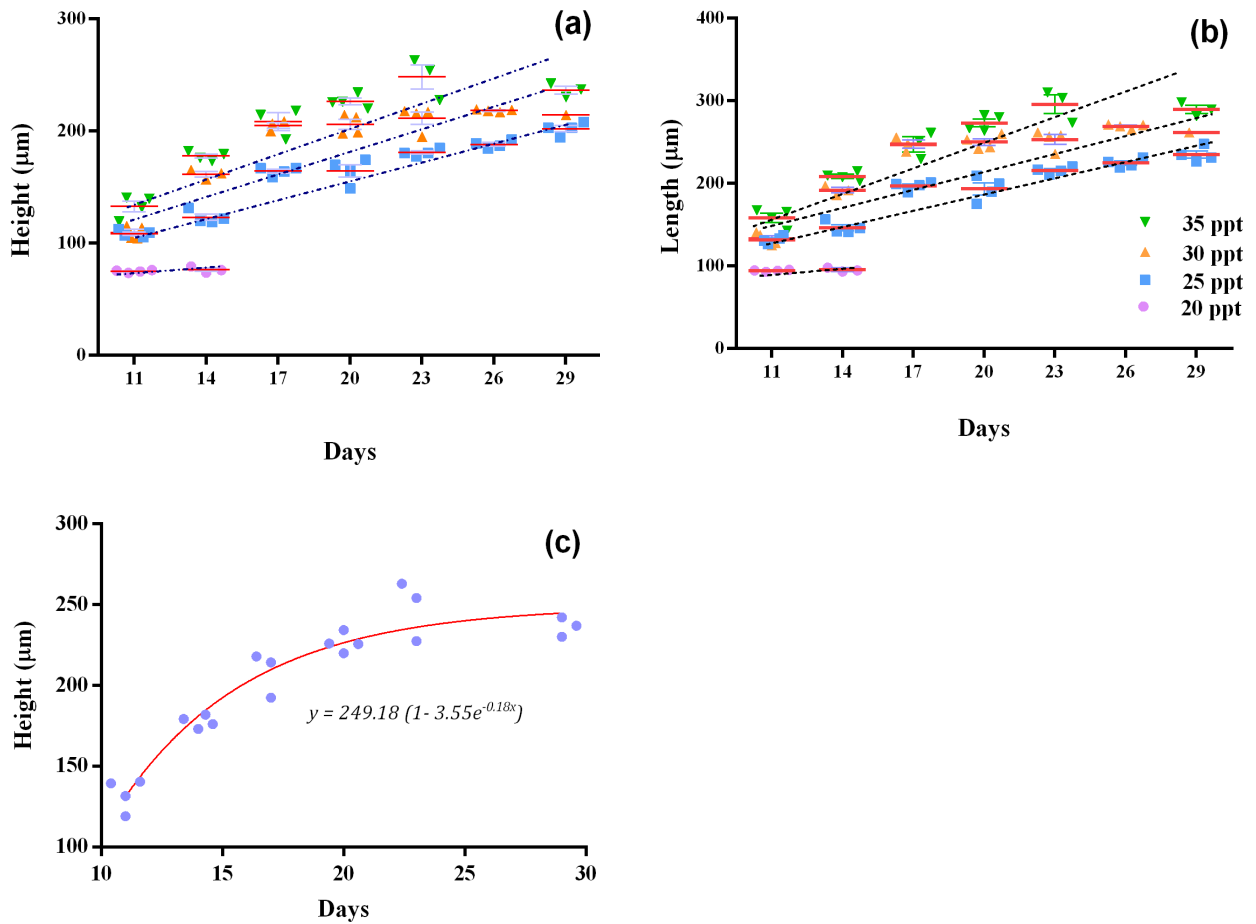 (a)
Height (µm)
300
200
100
0
11 14 17 20 23 26 29
Days
(b)
Length (µm)
400
300
200
100
0
35 ppt
30 ppt
25 ppt
20 ppt
11 14 17 20 23 26 29
Days
(c)
Height (µm)
300
250
200
150
100
y = 249.18 (1- 3.55e^-0.18x)
10 15 20 25 30
Days